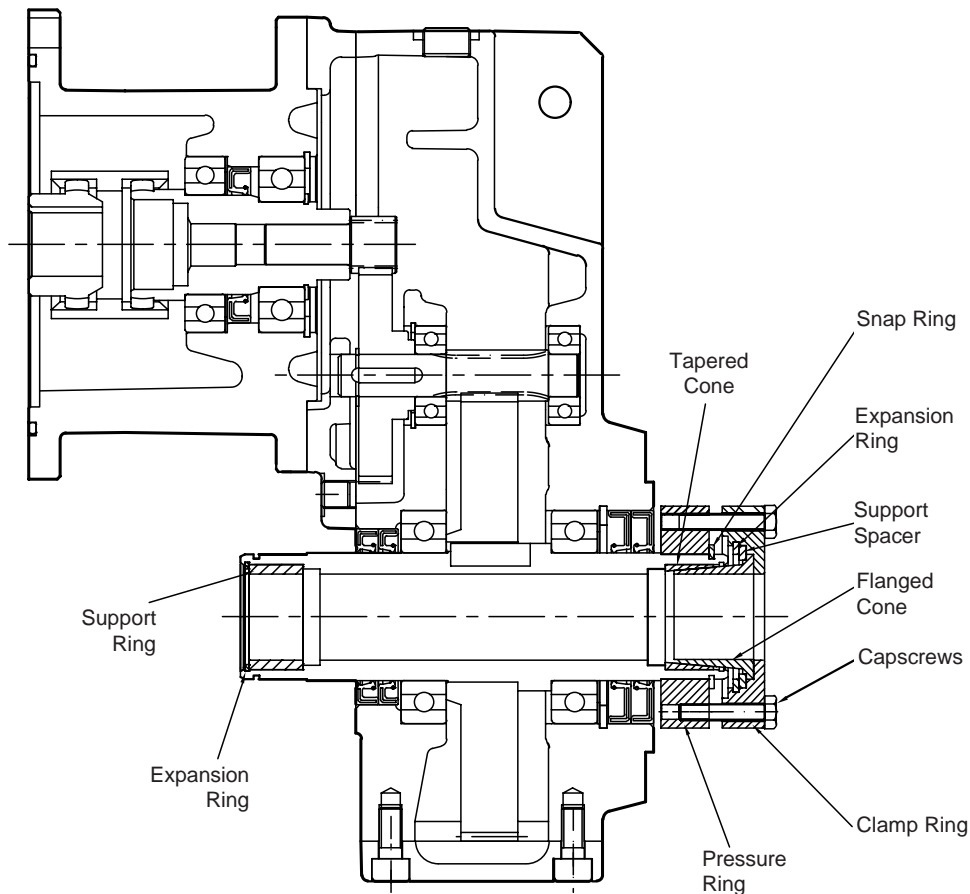 Snap Ring
Tapered
Cone
Expansion
Ring
Support
Spacer
Flanged
Cone
Support
Ring
Capscrews
Expansion
Ring
Clamp Ring
Pressure
Ring